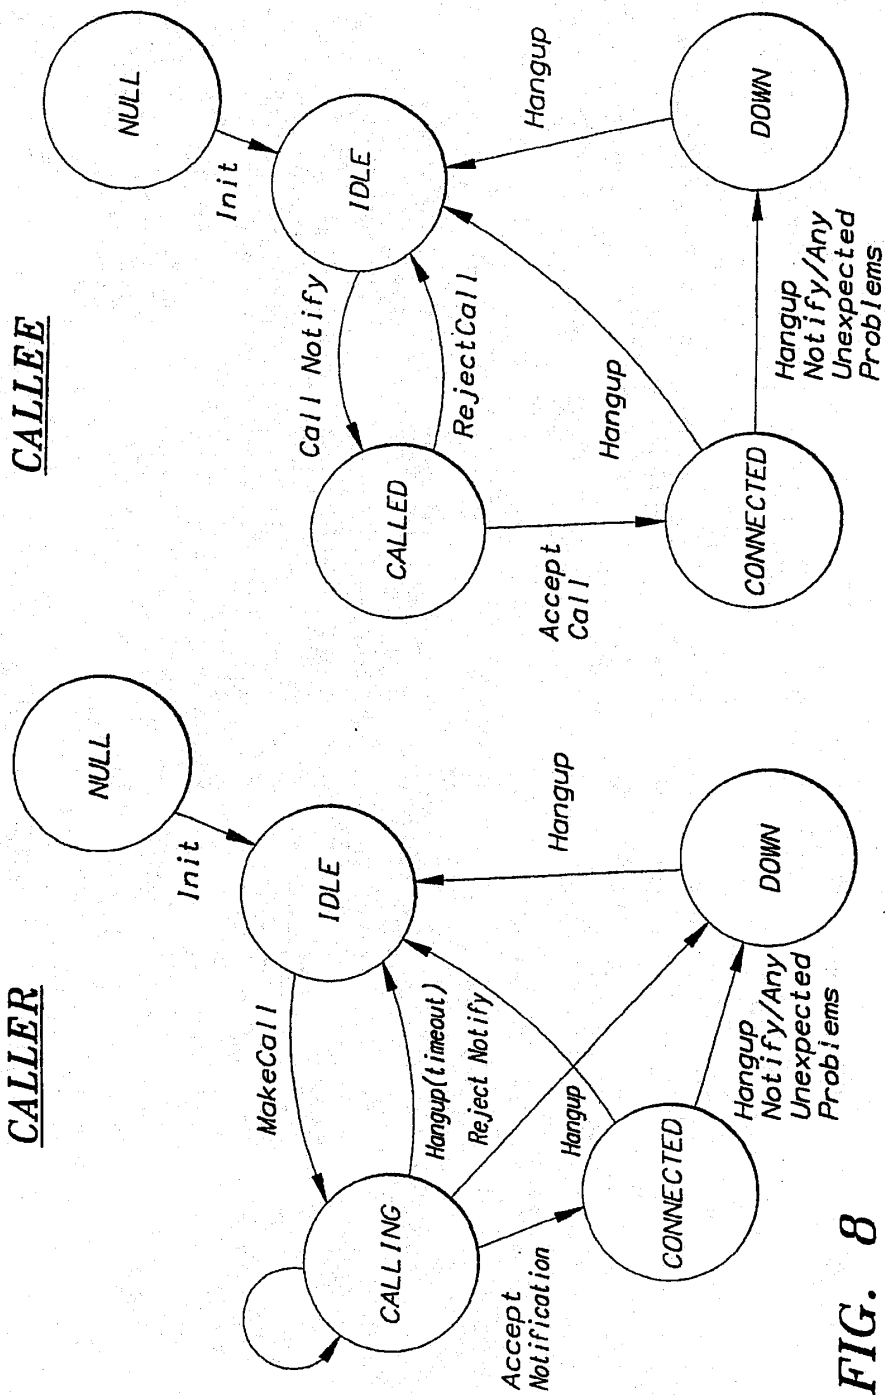 CALLER
NULL
Init
IDLE
MakeCall
Hangup(timeout)
Reject Notify
Hangup
Hangup
CALLING
Accept
Notification
CONNECTED
Hangup
Notify/Any
Unexpected
Problems
DOWN
CALLEE
NULL
Init
IDLE
Call Notify
RejectCall
Hangup
Hangup
CALLED
Accept
Call
CONNECTED
Hangup
Notify/Any
Unexpected
Problems
DOWN
FIG. 8